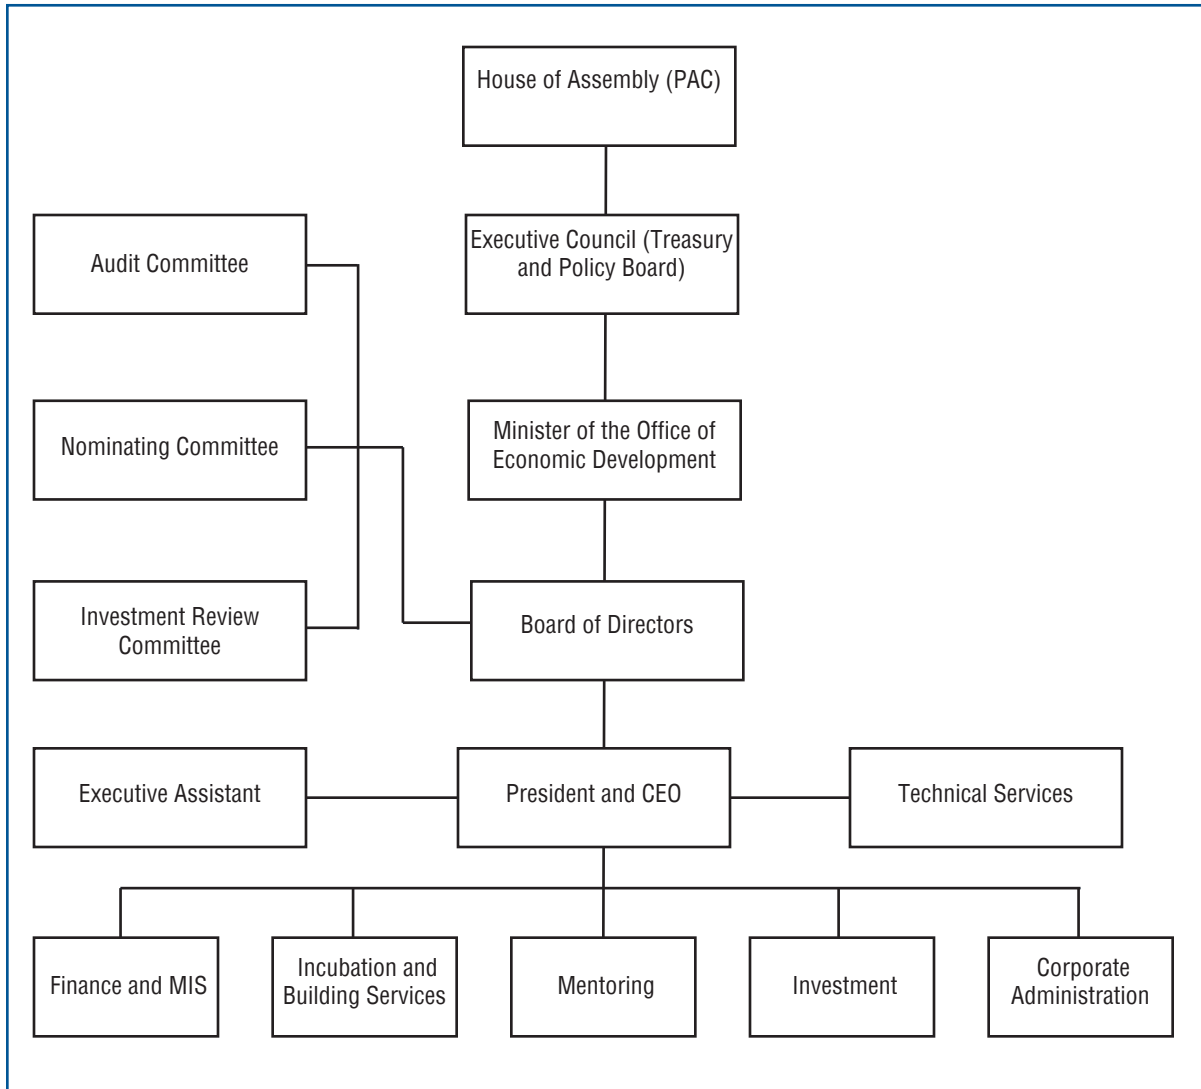 House of Assembly (PAC)
Executive Council (Treasury
and Policy Board)
Audit Committee
Minister of the Office of
Economic Development
Nominating Committee
Board of Directors
Investment Review
Committee
Executive Assistant
President and CEO
Technical Services
Finance and MIS
Incubation and
Building Services
Mentoring
Investment
Corporate
Administration